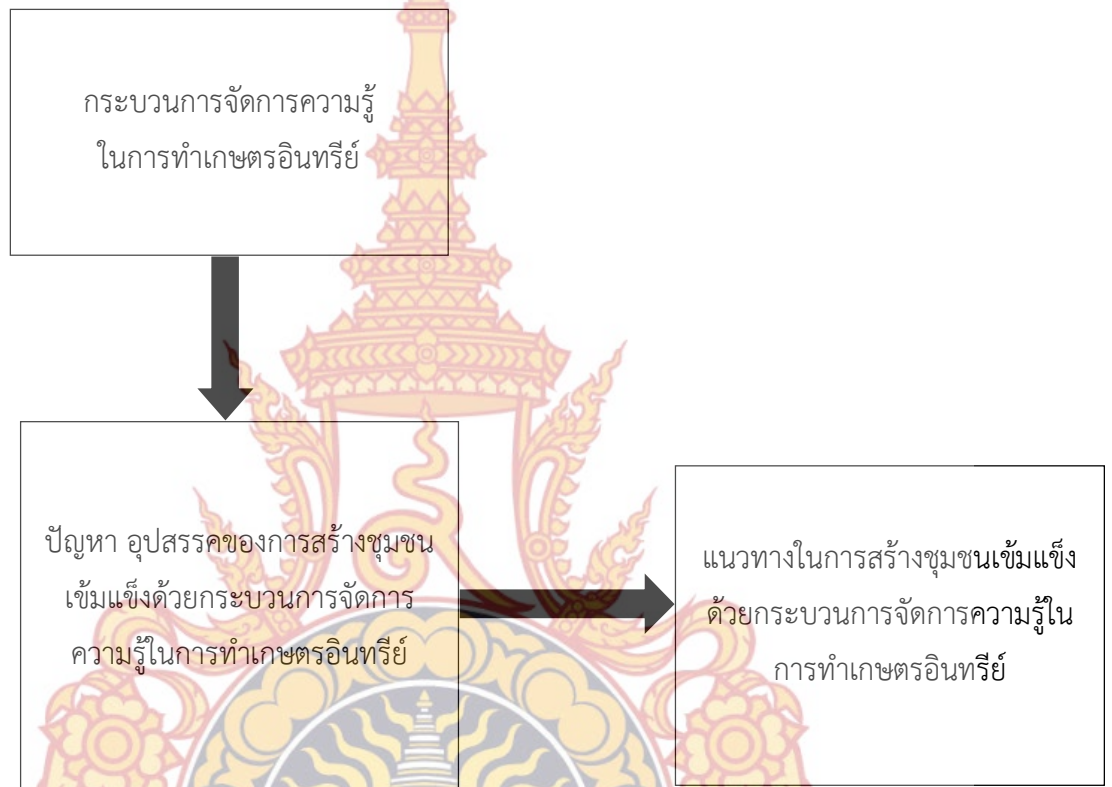 กระบวนการจัดการความรู้
ในการทำเกษตรอินทรีย์
ปัญหา อุปสรรคของการสร้างชุมชน
เข้มแข็งด้วยกระบวนการจัดการ
ความรู้ในการทำเกษตรอินทรีย์
แนวทางในการสร้างชุมชนเข้มแข็ง
ด้วยกระบวนการจัดการความรู้ใน
การทำเกษตรอินทรีย์